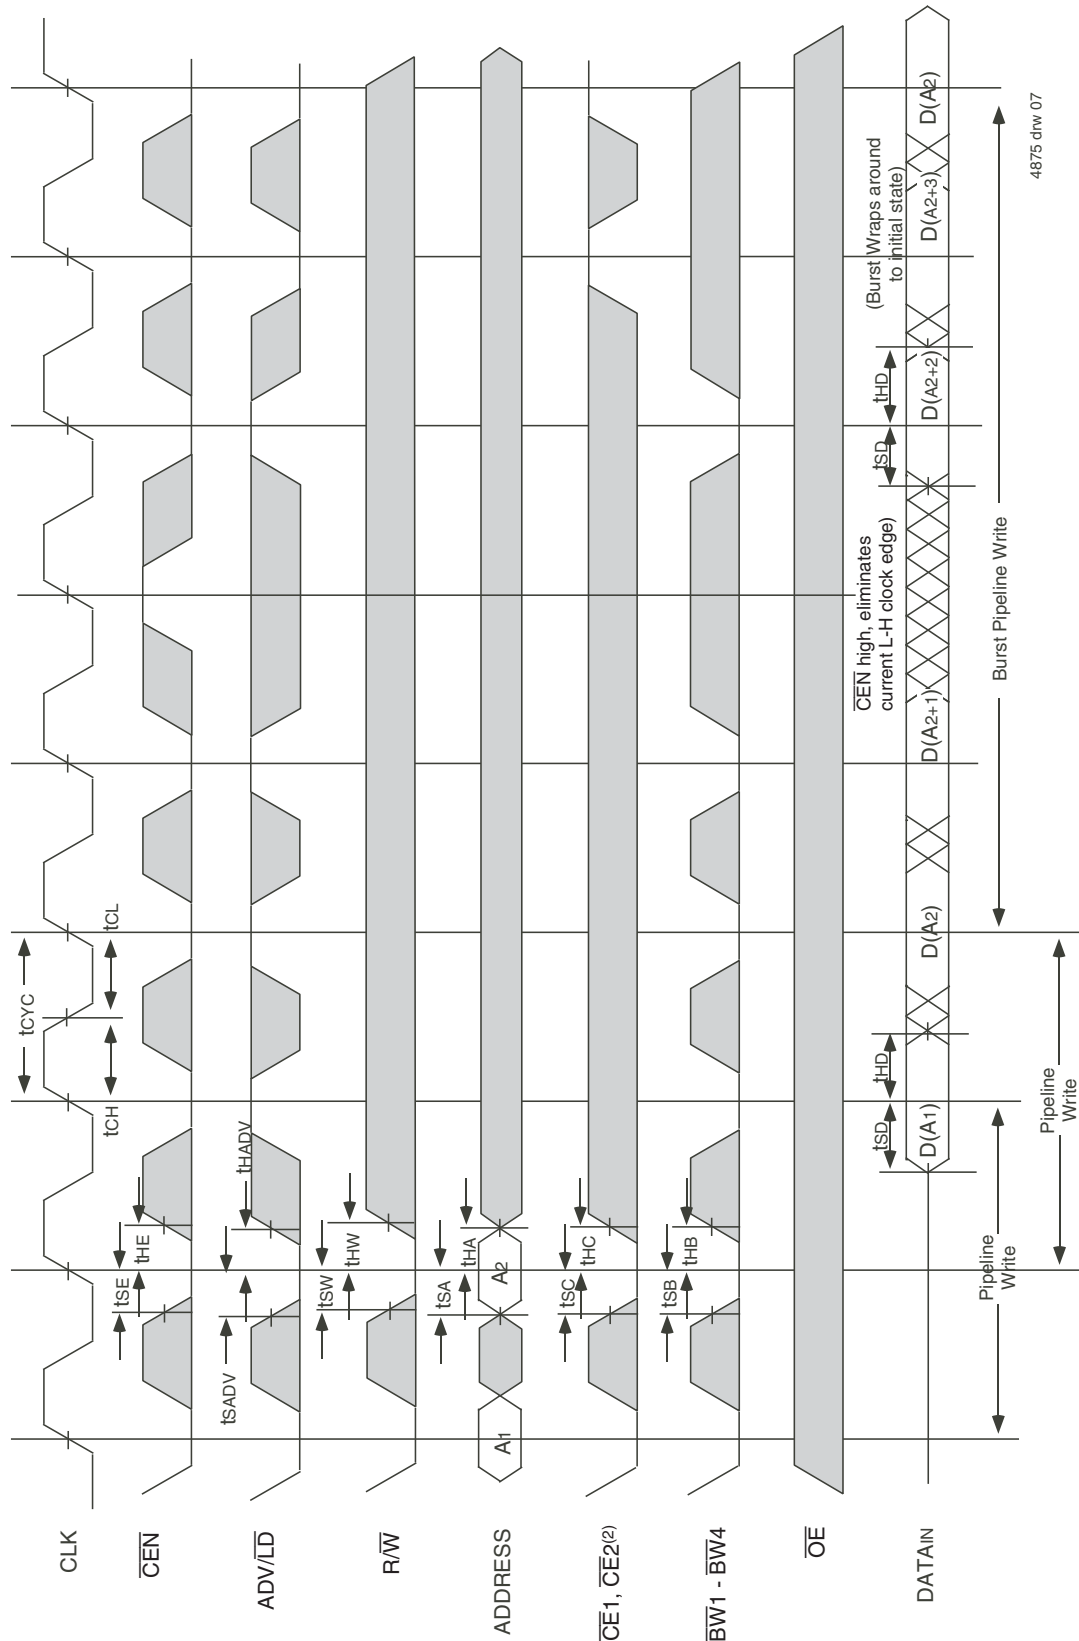 CLK
tCYC
tCH
tCL
CEN
tSE
tHE
ADV/LD
tSADV
tHADV
R/W
tSW
tHW
ADDRESS
A1
tSA
tHA
A2
CE1, CE2(2)
tSC
tHC
BW1 - BW4
tSB
tHB
OE
CEN high, eliminates
current L-H clock edge)
(Burst Wraps around
to initial state)
tSD
tHD
tSD
tHD
DATAIN
D(A1)
D(A2)
D(A2+1)
D(A2+2)
D(A2+3)
D(A2)
Pipeline
Write
Burst Pipeline Write
Pipeline
Write
4875 drw 07